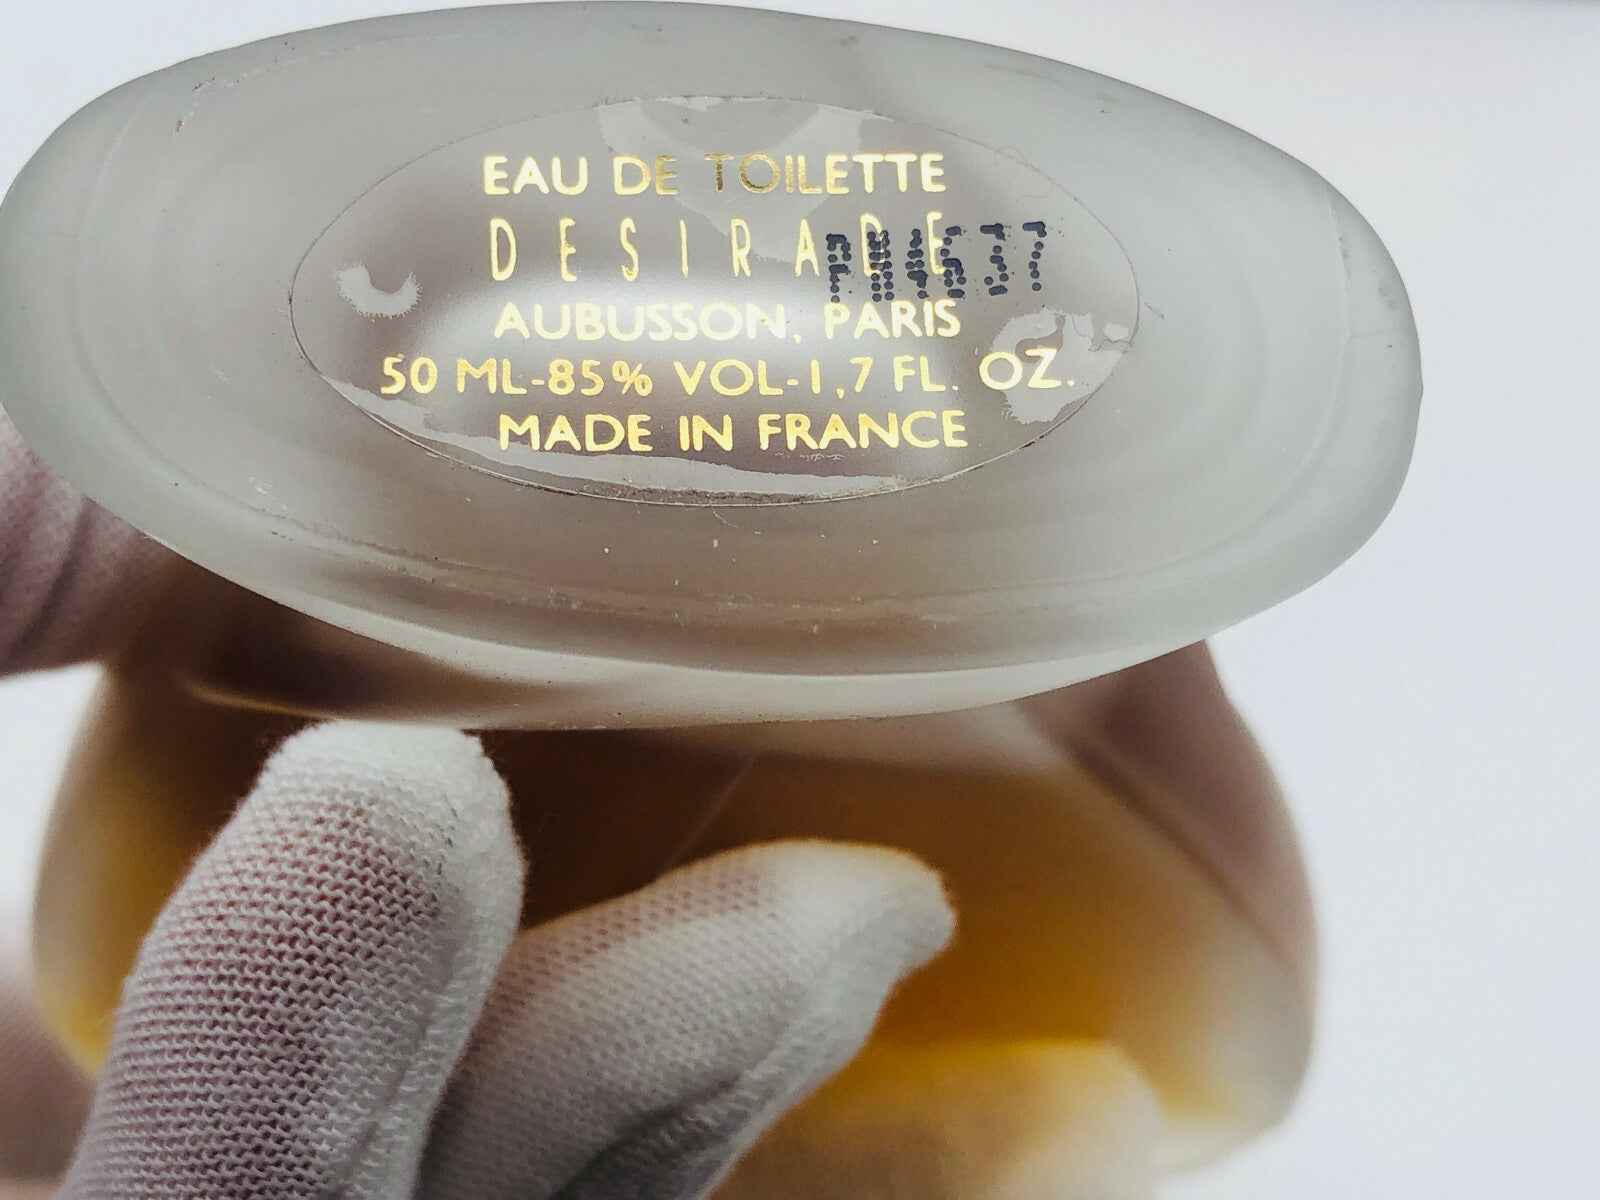 EAU DE TOILETTE
DESIRADE
AUBUSSON, PARIS
50 ML-85% VOL-1,7 FL. OZ.
MADE IN FRANCE